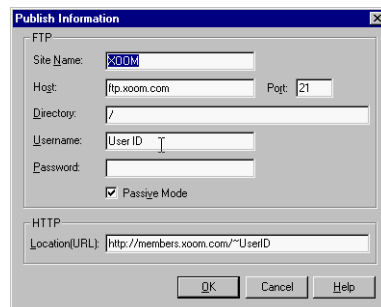 Publish Information
FTP
Site Name: XOOM
Host: ftp.xoom.com Port: 21
Directory: /
Username: User ID
Password:
Passive Mode
HTTP
Location(URL): http://members.xoom.com/~UserID
OK Cancel Help